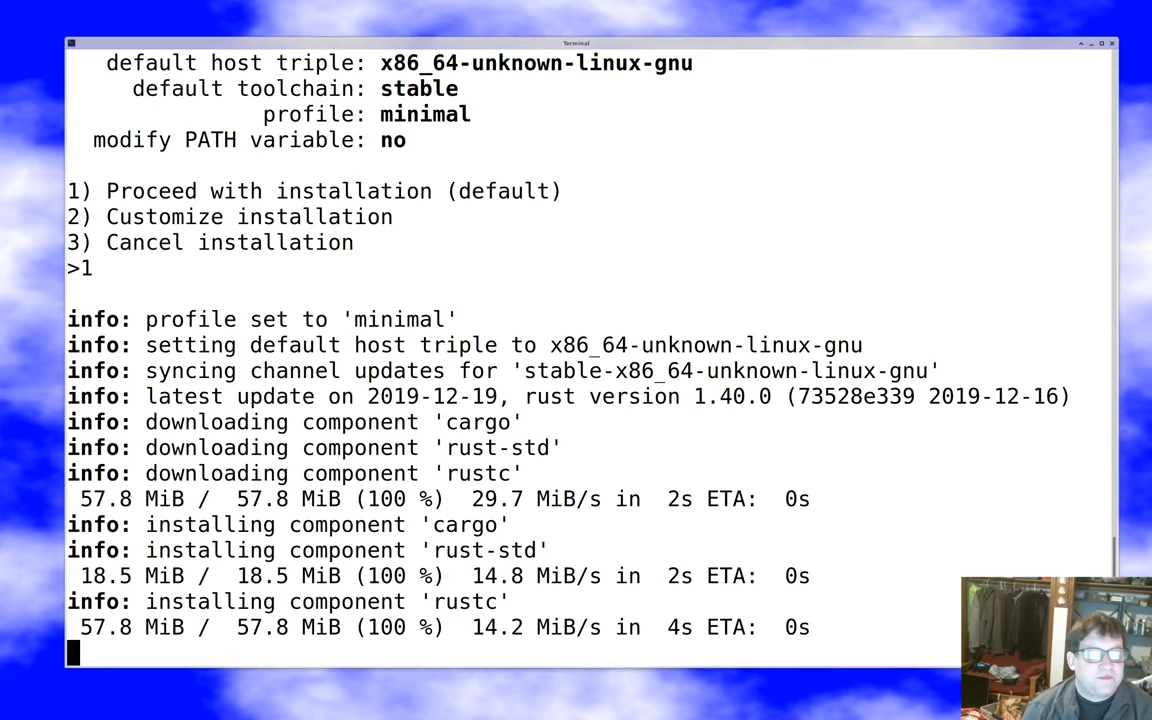 Terminal
default host triple: x86_64-unknown-linux-gnu
default toolchain: stable
profile: minimal
modify PATH variable: no
1) Proceed with installation (default)
2) Customize installation
3) Cancel installation
>1
info: profile set to 'minimal'
info: setting default host triple to x86_64-unknown-linux-gnu
info: syncing channel updates for 'stable-x86_64-unknown-linux-gnu'
info: latest update on 2019-12-19, rust version 1.40.0 (73528e339 2019-12-16)
info: downloading component 'cargo'
info: downloading component 'rust-std'
info: downloading component 'rustc'
57.8 MiB / 57.8 MiB (100 %) 29.7 MiB/s in 2s ETA: 0s
info: installing component 'cargo'
info: installing component 'rust-std'
18.5 MiB / 18.5 MiB (100 %) 14.8 MiB/s in 2s ETA: 0s
info: installing component 'rustc'
57.8 MiB / 57.8 MiB (100 %) 14.2 MiB/s in 4s ETA: 0s